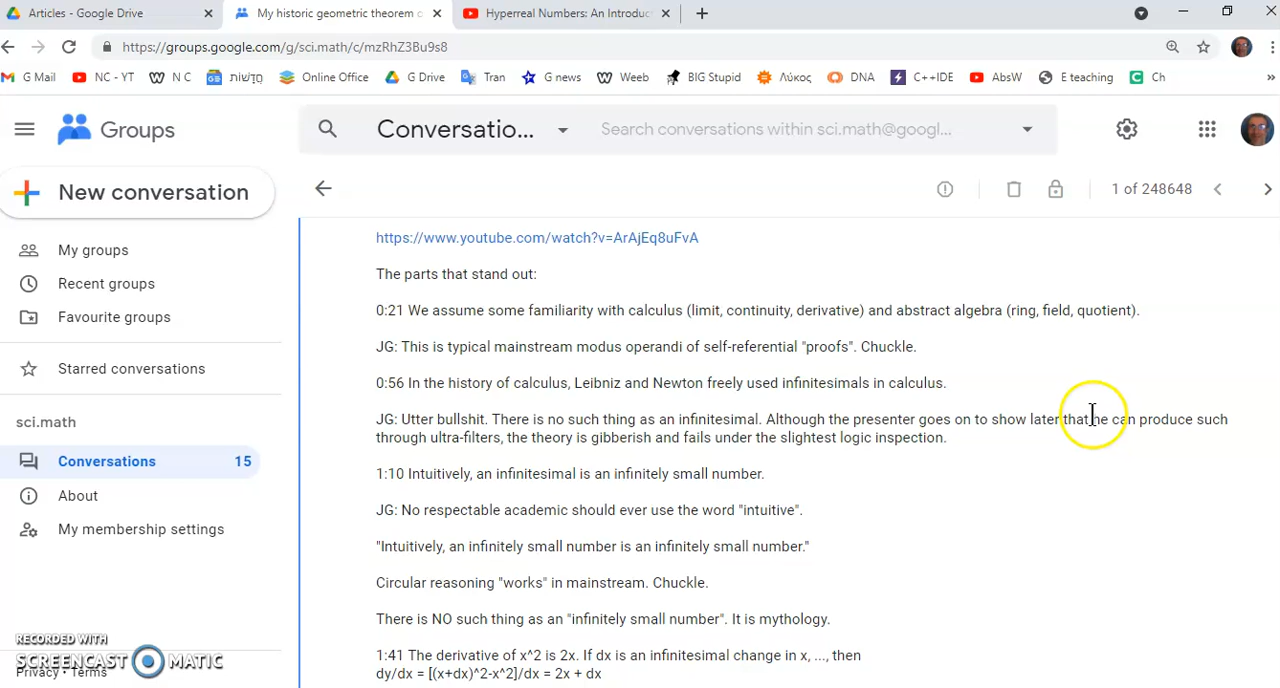 Articles - Google Drive
My historic geometric theorem o
Hyperreal Numbers: An Introduc
https://groups.google.com/g/sci.math/c/mzRhZ3Bu9s8
G Mail
NC - YT
N C
חֲדָשׁוֹת
Online Office
G Drive
Tran
G news
Weeb
BIG Stupid
Λύκος
DNA
C++IDE
AbsW
E teaching
Ch
»
Groups
Conversatio...
Search conversations within sci.math@googl...
New conversation
1 of 248648
My groups
Recent groups
Favourite groups
Starred conversations
sci.math
Conversations 15
About
My membership settings
Privacy • Terms
https://www.youtube.com/watch?v=ArAjEq8uFvA
The parts that stand out:
0:21 We assume some familiarity with calculus (limit, continuity, derivative) and abstract algebra (ring, field, quotient).
JG: This is typical mainstream modus operandi of self-referential "proofs". Chuckle.
0:56 In the history of calculus, Leibniz and Newton freely used infinitesimals in calculus.
JG: Utter bullshit. There is no such thing as an infinitesimal. Although the presenter goes on to show later that he can produce such
through ultra-filters, the theory is gibberish and fails under the slightest logic inspection.
1:10 Intuitively, an infinitesimal is an infinitely small number.
JG: No respectable academic should ever use the word "intuitive".
"Intuitively, an infinitely small number is an infinitely small number."
Circular reasoning "works" in mainstream. Chuckle.
There is NO such thing as an "infinitely small number". It is mythology.
1:41 The derivative of x^2 is 2x. If dx is an infinitesimal change in x, ..., then
dy/dx = [(x+dx)^2-x^2]/dx = 2x + dx
RECORDED WITH
SCREENCAST MATIC